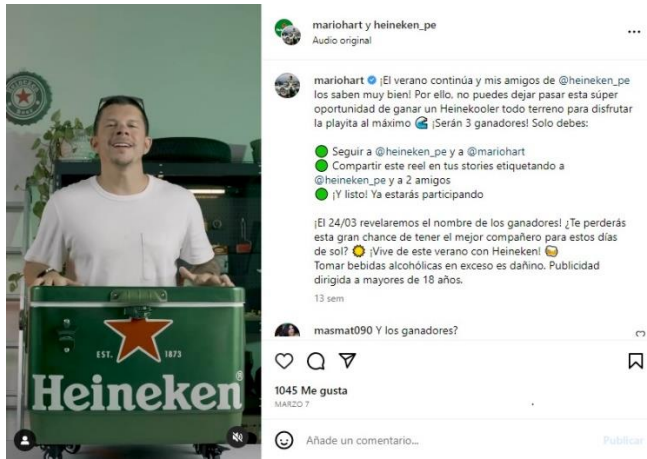 mariohart y heineken_pe
Audio original
mariohart ¡El verano continúa y mis amigos de @heineken_pe
los saben muy bien! Por ello, no puedes dejar pasar esta súper
oportunidad de ganar un Heinekooler todo terreno para disfrutar
la playita al máximo 🌊 ¡Serán 3 ganadores! Solo debes:
🟢 Seguir a @heineken_pe y a @mariohart
🟢 Compartir este reel en tus stories etiquetando a
@heineken_pe y a 2 amigos
🟢 ¡Y listo! Ya estarás participando
¡El 24/03 revelaremos el nombre de los ganadores! ¿Te perderás
esta gran chance de tener el mejor compañero para estos días
de sol? 🌞 ¡Vive de este verano con Heineken! 🍻
Tomar bebidas alcohólicas en exceso es dañino. Publicidad
dirigida a mayores de 18 años.
13 sem
masmat090 Y los ganadores?
1045 Me gusta
MARZO 7
Añade un comentario...
Publicar
EST. 1873
Heineken®